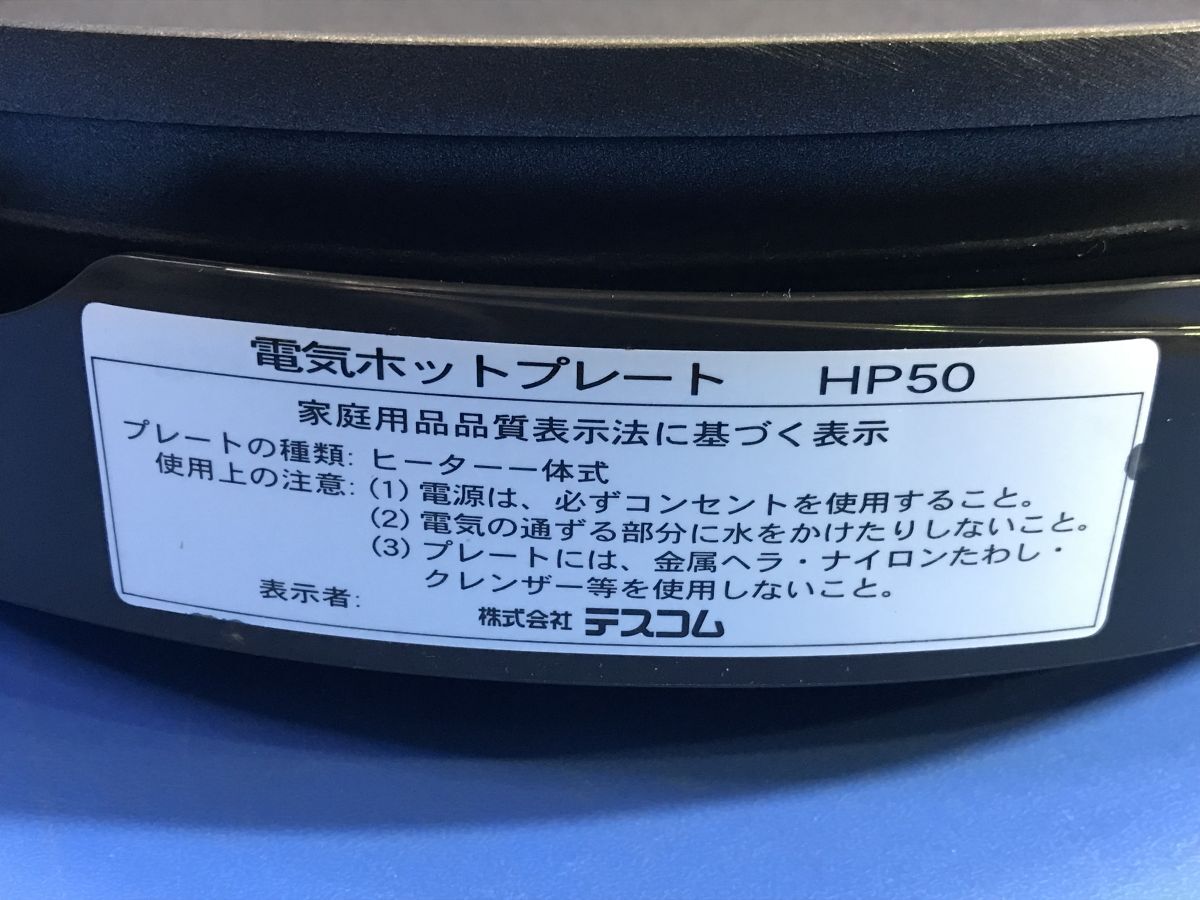 電気ホットプレート HP50
家庭用品品質表示法に基づく表示
プレートの種類: ヒーター一体式
使用上の注意: (1) 電源は、必ずコンセントを使用すること。
(2) 電気の通ずる部分に水をかけたりしないこと。
(3) プレートには、金属ヘラ・ナイロンたわし・
クレンザー等を使用しないこと。
表示者: 株式会社 テスコム